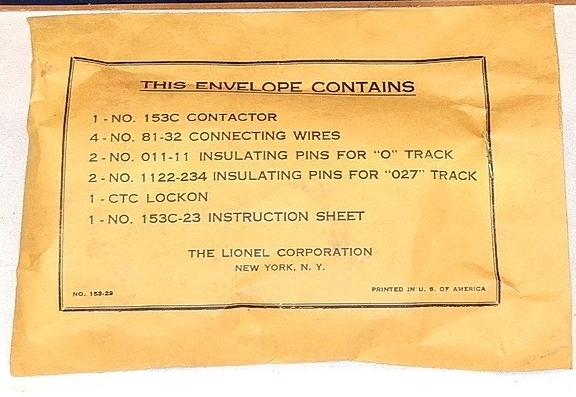 THIS ENVELOPE CONTAINS
1 - NO. 153C CONTACTOR
4 - NO. 81-32 CONNECTING WIRES
2 - NO. 011-11 INSULATING PINS FOR "O" TRACK
2 - NO. 1122-234 INSULATING PINS FOR "027" TRACK
1 - CTC LOCKON
1 - NO. 153C-23 INSTRUCTION SHEET
THE LIONEL CORPORATION
NEW YORK, N. Y.
NO. 153-29 PRINTED IN U. S. OF AMERICA